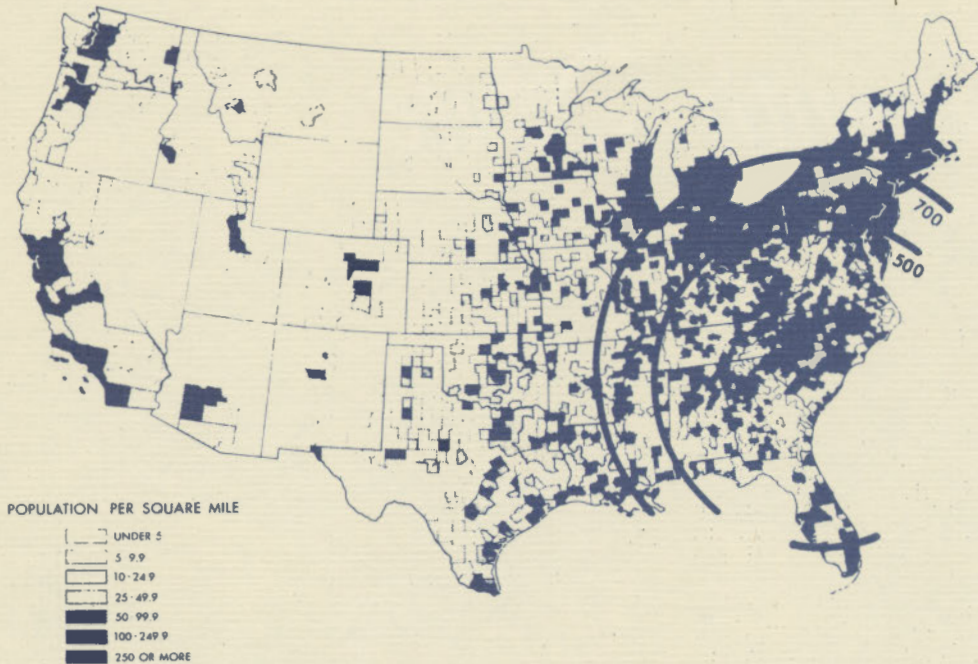 700
500
POPULATION PER SQUARE MILE
UNDER 5
5 9.9
10-24.9
25-49.9
50-99.9
100-249.9
250 OR MORE